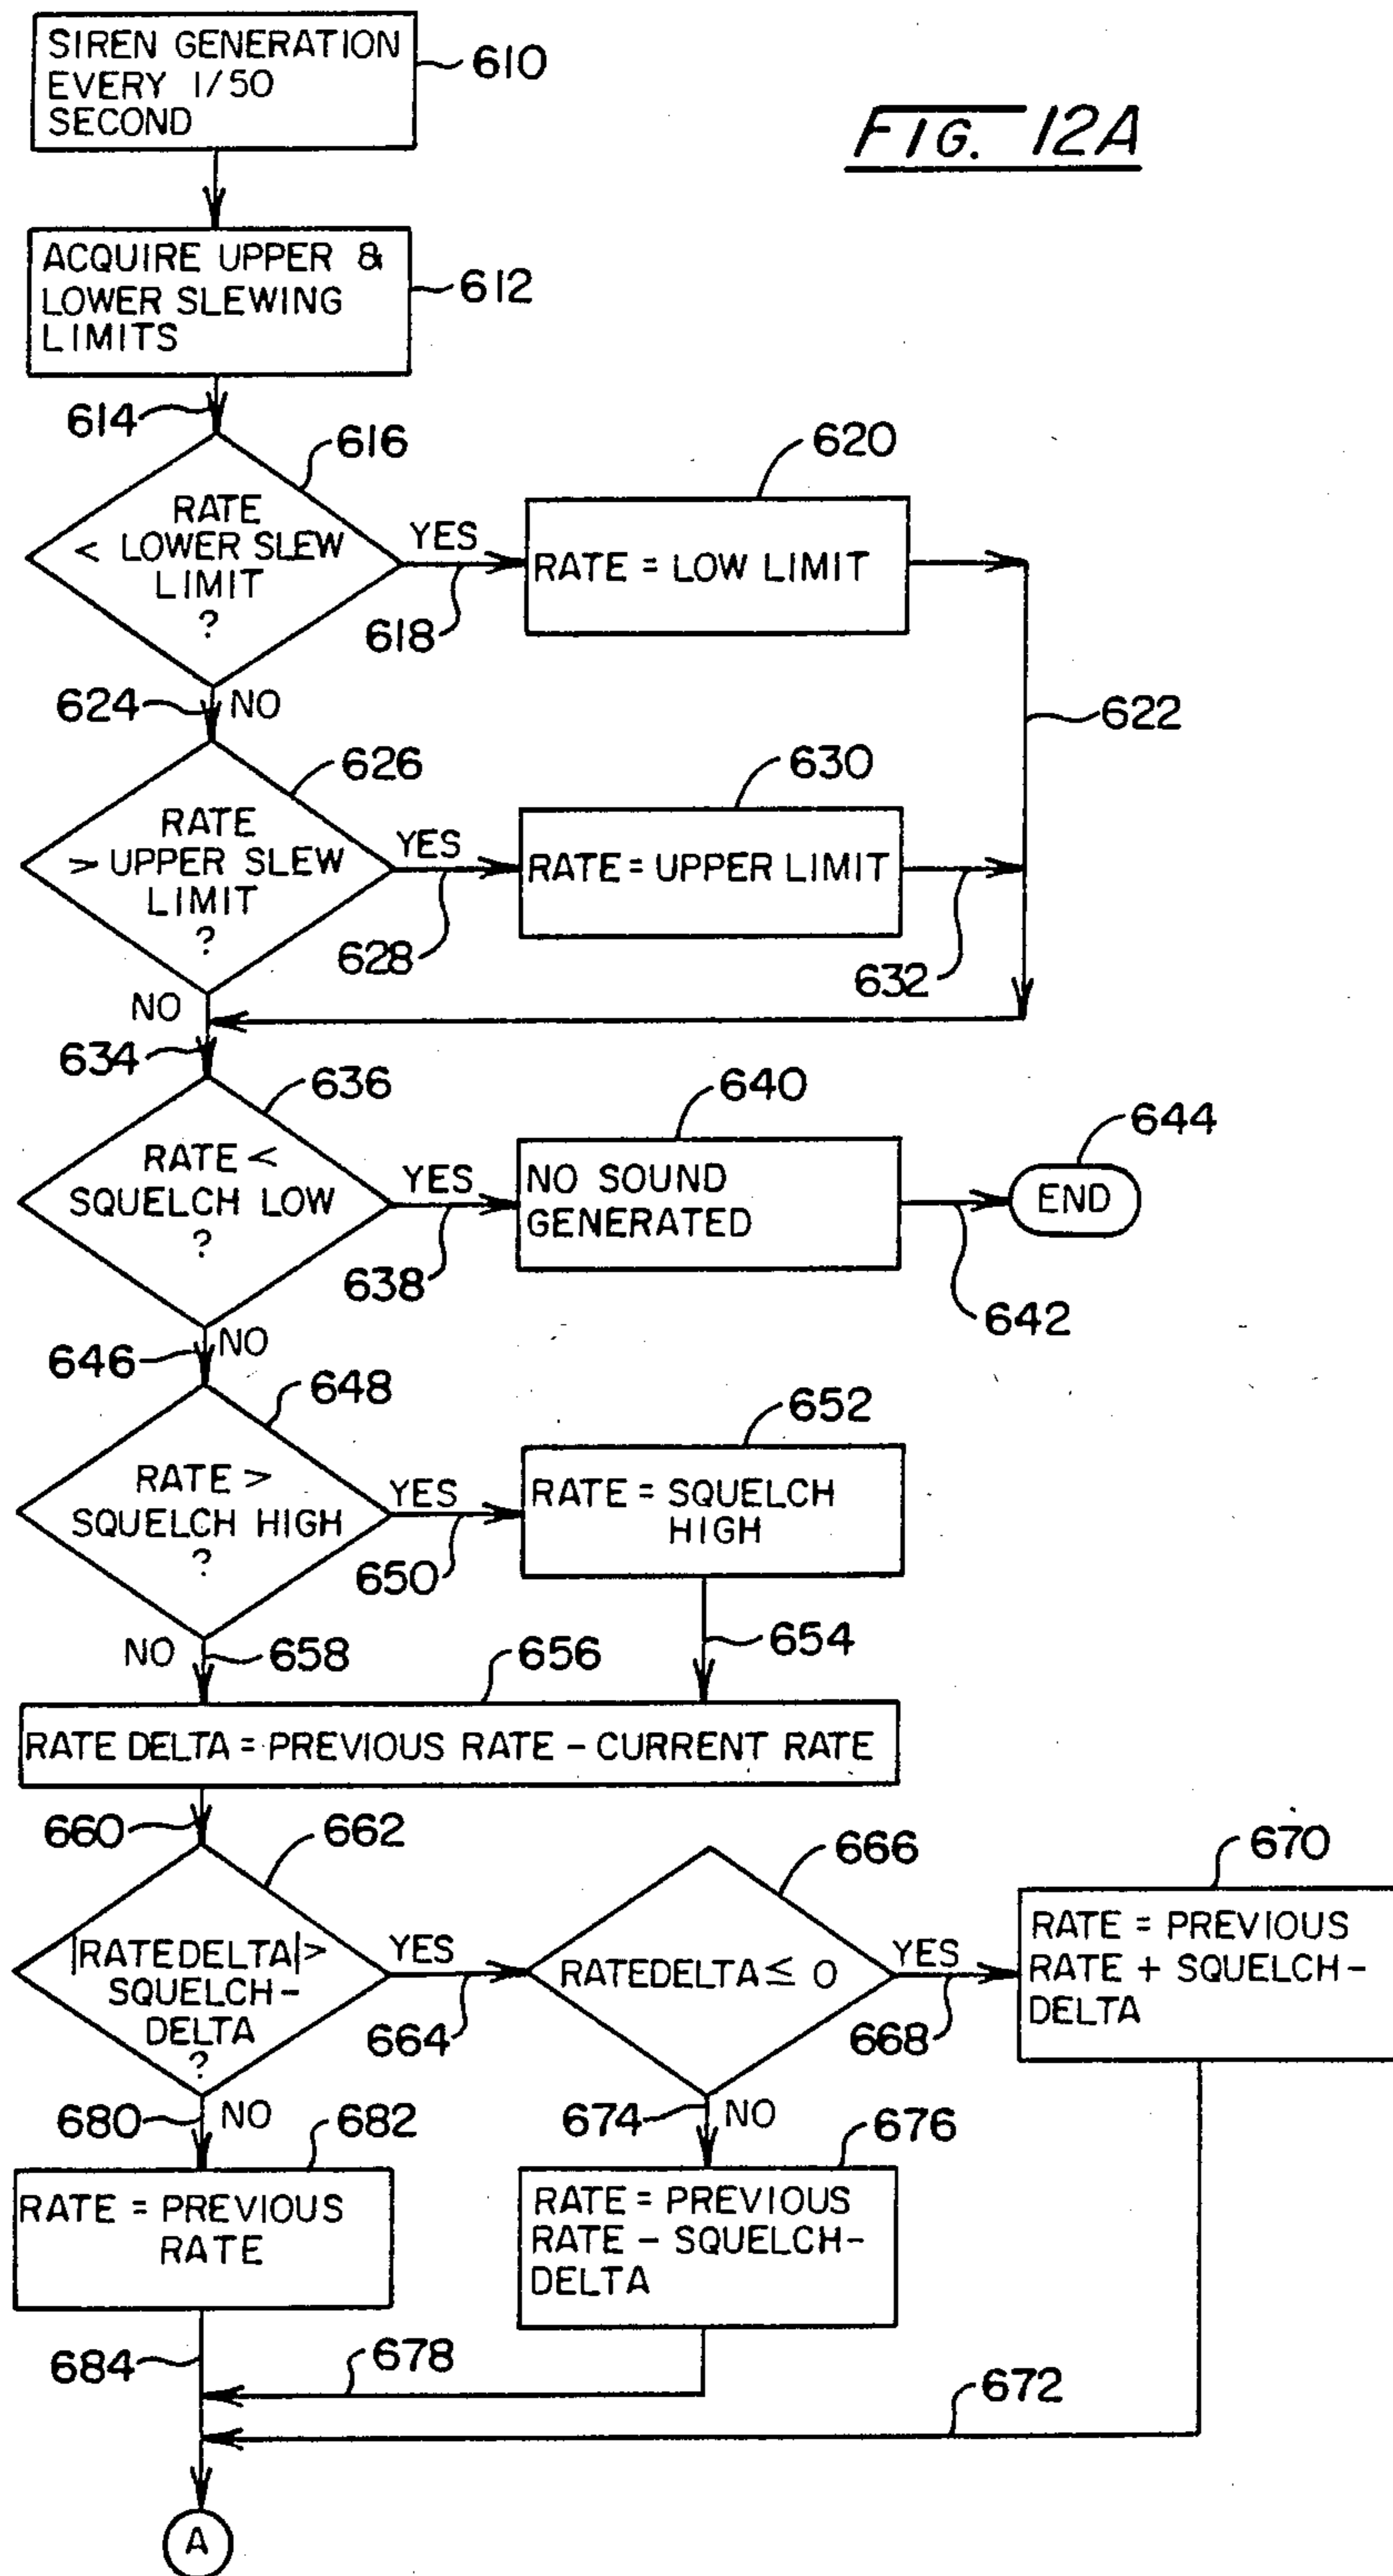 SIREN GENERATION
EVERY 1/50
SECOND
610
FIG. 12A
ACQUIRE UPPER &
LOWER SLEWING
LIMITS
612
614
616
RATE
< LOWER SLEW
LIMIT
?
YES
618
620
RATE = LOW LIMIT
622
624
NO
626
RATE
> UPPER SLEW
LIMIT
?
YES
628
630
RATE = UPPER LIMIT
632
NO
634
636
RATE <
SQUELCH LOW
?
YES
638
640
NO SOUND
GENERATED
642
644
END
646
NO
648
RATE >
SQUELCH HIGH
?
YES
650
652
RATE = SQUELCH
HIGH
654
NO
658
656
RATE DELTA = PREVIOUS RATE - CURRENT RATE
660
662
|RATEDELTA| >
SQUELCH-
DELTA
?
YES
664
666
RATEDELTA ≤ 0
YES
668
670
RATE = PREVIOUS
RATE + SQUELCH-
DELTA
672
674
NO
676
RATE = PREVIOUS
RATE - SQUELCH-
DELTA
678
680
NO
682
RATE = PREVIOUS
RATE
684
A